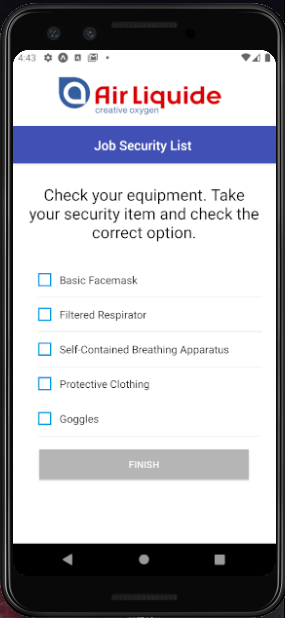 4:43
Air Liquide
creative oxygen
Job Security List
Check your equipment. Take
your security item and check the
correct option.
Basic Facemask
Filtered Respirator
Self-Contained Breathing Apparatus
Protective Clothing
Goggles
FINISH